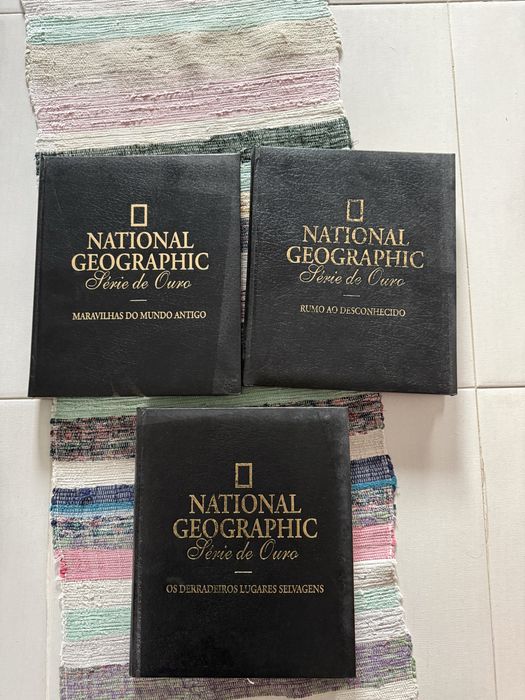 NATIONAL
GEOGRAPHIC
Série de Ouro
MARAVILHAS DO MUNDO ANTIGO
NATIONAL
GEOGRAPHIC
Série de Ouro
RUMO AO DESCONHECIDO
NATIONAL
GEOGRAPHIC
Série de Ouro
OS DERRADEIROS LUGARES SELVAGENS